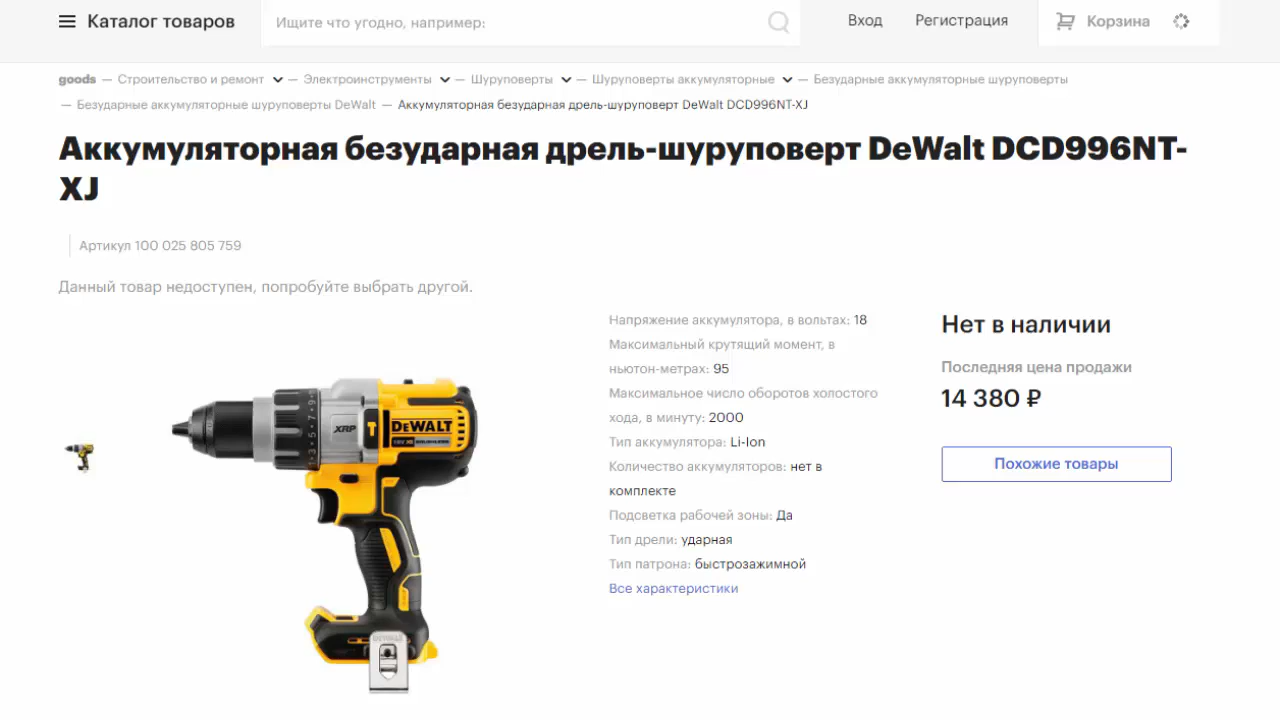 Каталог товаров
Ищите что угодно, например:
Вход
Регистрация
Корзина
goods — Строительство и ремонт — Электроинструменты — Шуруповерты — Шуруповерты аккумуляторные — Безударные аккумуляторные шуруповерты
— Безударные аккумуляторные шуруповерты DeWalt — Аккумуляторная безударная дрель-шуруповерт DeWalt DCD996NT-XJ
Аккумуляторная безударная дрель-шуруповерт DeWalt DCD996NT-
XJ
Артикул 100 025 805 759
Данный товар недоступен, попробуйте выбрать другой.
XRP
DEWALT
Напряжение аккумулятора, в вольтах: 18
Максимальный крутящий момент, в
ньютон-метрах: 95
Максимальное число оборотов холостого
хода, в минуту: 2000
Тип аккумулятора: Li-Ion
Количество аккумуляторов: нет в
комплекте
Подсветка рабочей зоны: Да
Тип дрели: ударная
Тип патрона: быстрозажимной
Все характеристики
Нет в наличии
Последняя цена продажи
14 380 ₽
Похожие товары